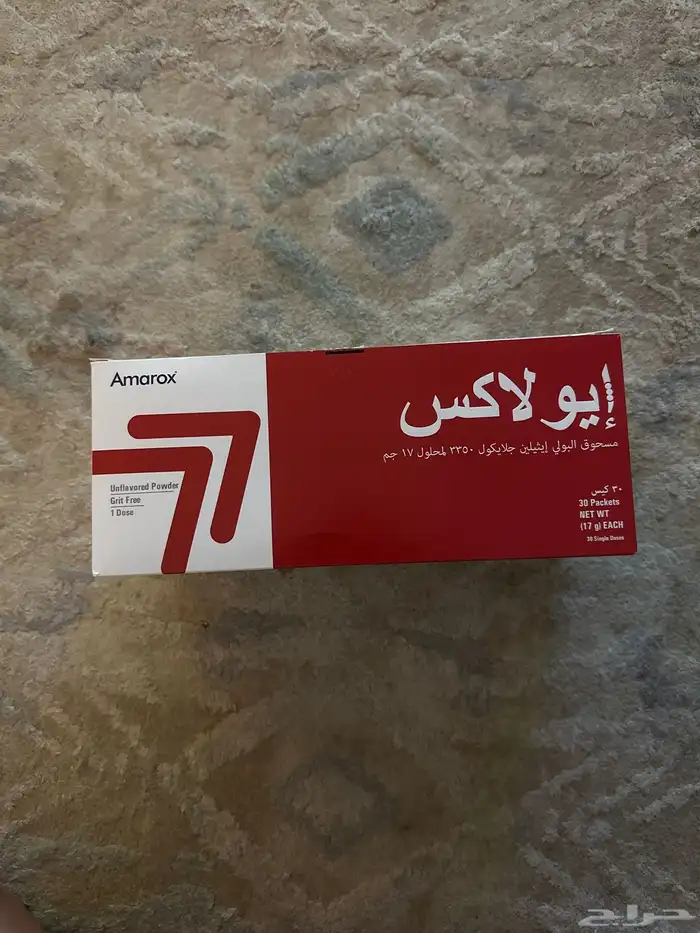 Amarox
Unflavored Powder
Grit Free
1 Dose
إيولاكس
مسحوق البولي إيثيلين جلايكول ٣٣٥٠ لمحلول ١٧ جم
٣٠ كيس
30 Packets
NET WT
(17 g) EACH
30 Single Doses
حراج